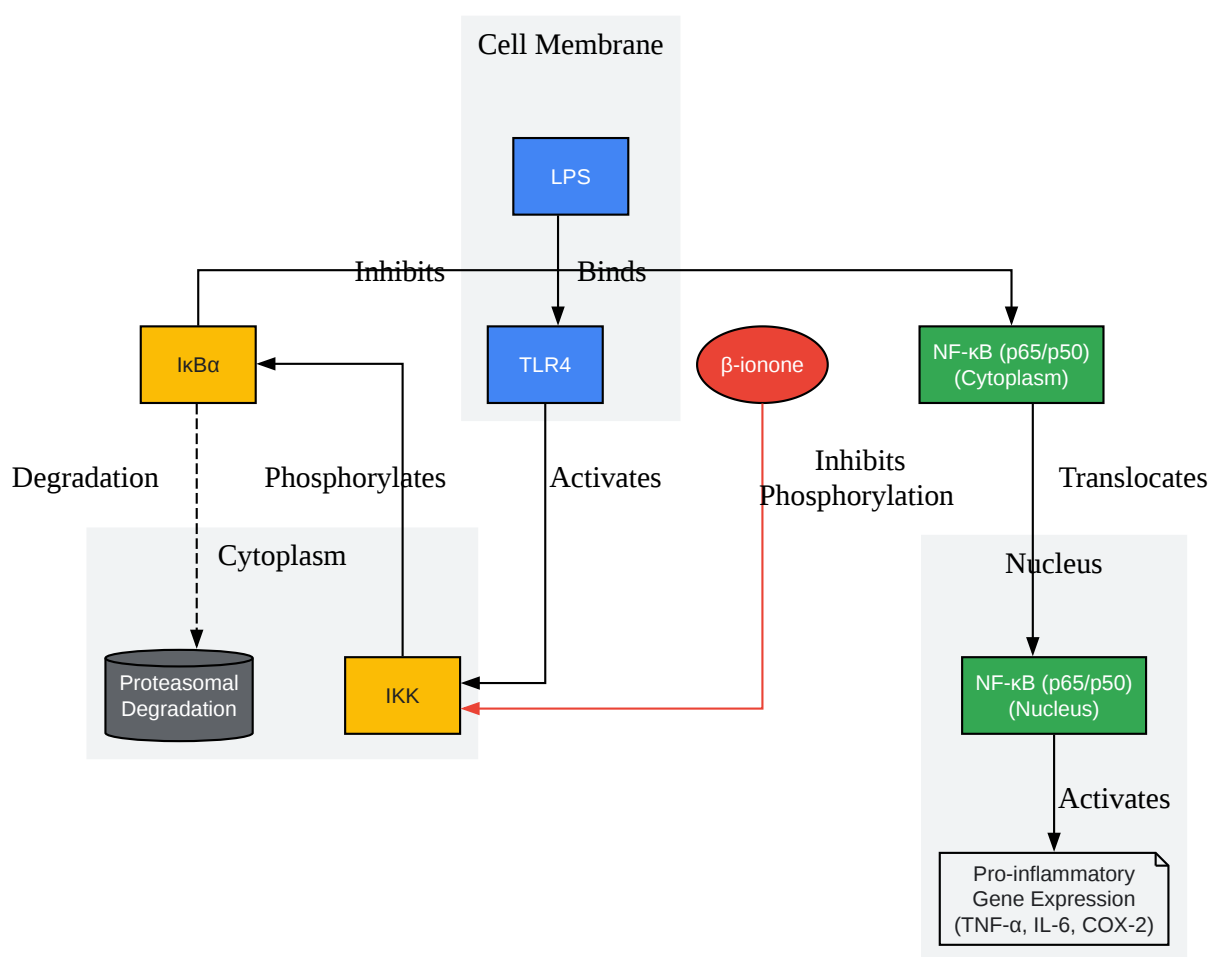 Cell Membrane
LPS
Inhibits
Binds
IκBα
TLR4
β-ionone
NF-κB (p65/p50)
(Cytoplasm)
Degradation
Phosphorylates
Activates
Inhibits
Phosphorylation
Translocates
Cytoplasm
Nucleus
Proteasomal
Degradation
IKK
NF-κB (p65/p50)
(Nucleus)
Activates
Pro-inflammatory
Gene Expression
(TNF-α, IL-6, COX-2)